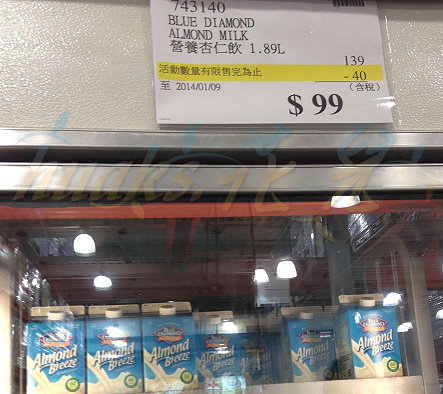 743140
BLUE DIAMOND
ALMOND MILK
營養杏仁飲 1.89L
139
活動數量有限售完為止 - 40
至 2014/01/09 (含稅)
$ 99
Almond Breeze
Almond Breeze
Almond Breeze
Almond
Almond
Almond Breeze